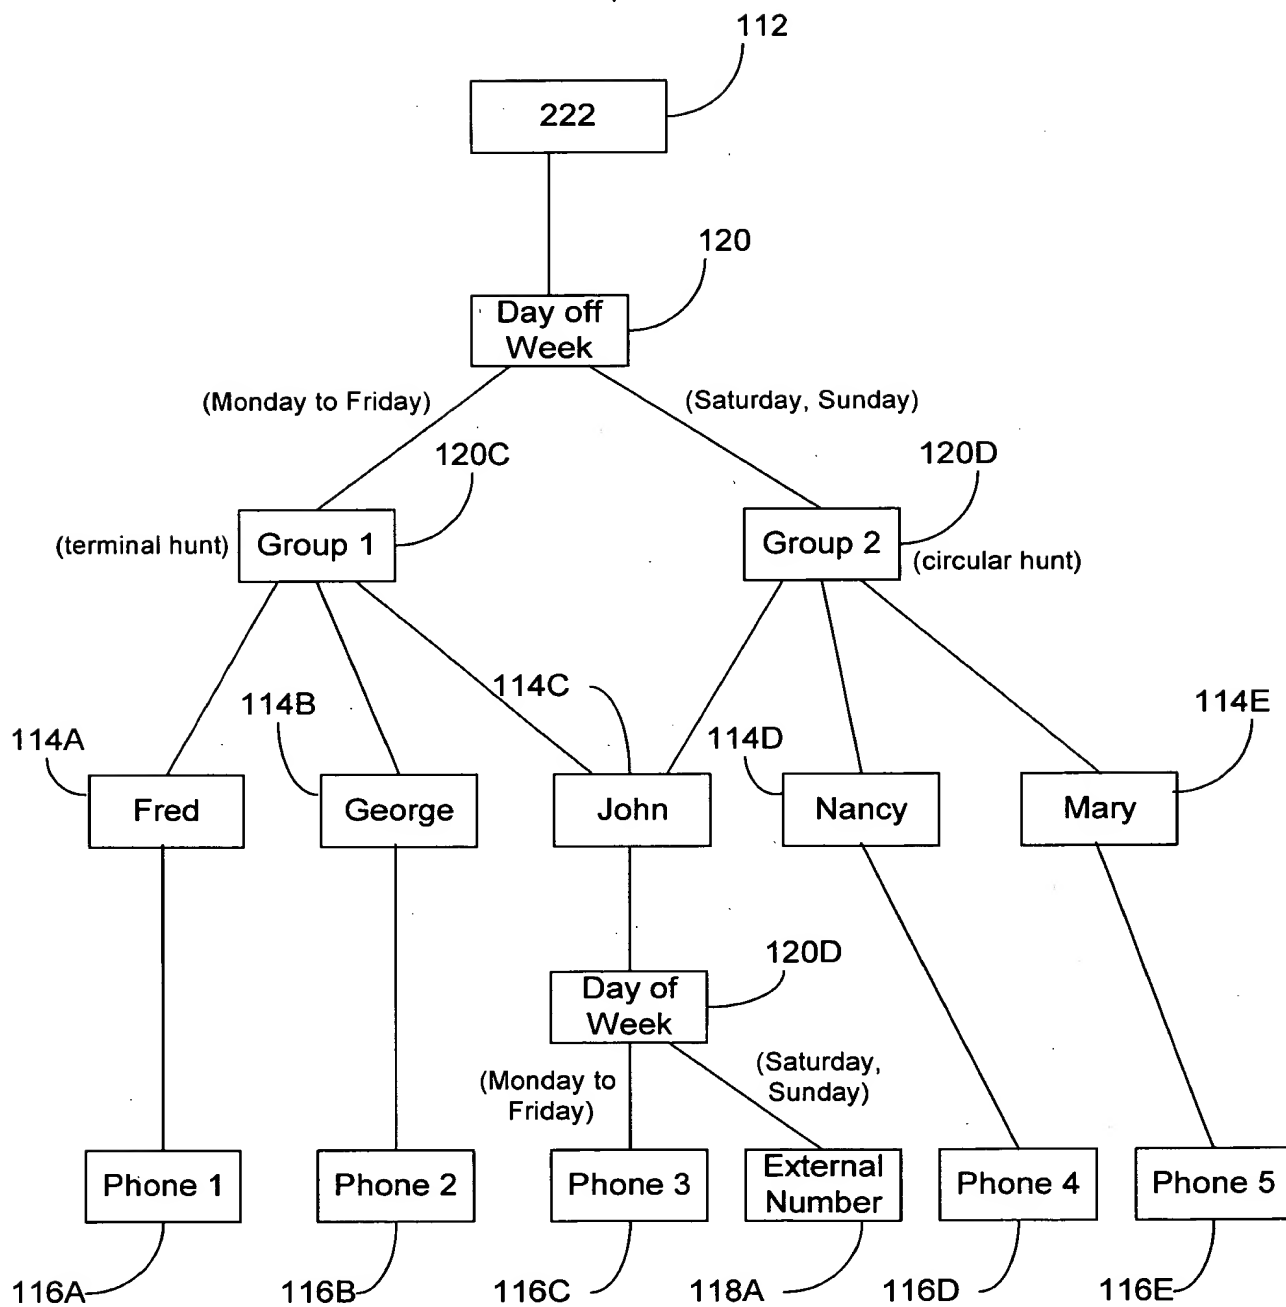 112
222
120
Day off
Week
(Monday to Friday)
(Saturday, Sunday)
120C
120D
(terminal hunt)
Group 1
Group 2
(circular hunt)
114C
114B
114E
114A
114D
Fred
George
John
Nancy
Mary
120D
Day of
Week
(Monday to
Friday)
(Saturday,
Sunday)
Phone 1
Phone 2
Phone 3
External
Number
Phone 4
Phone 5
116A
116B
116C
118A
116D
116E